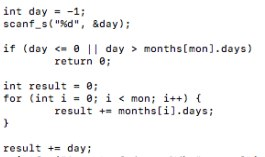 int day = -1;
scanf_s("%d", &day);
if (day <= 0 || day > months[mon].days)
return 0;
int result = 0;
for (int i = 0; i < mon; i++) {
result += months[i].days;
}
result += day;